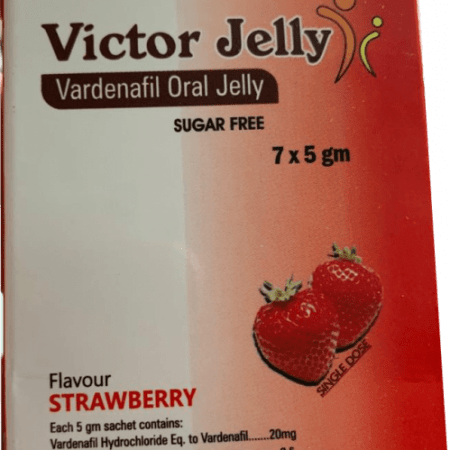 Victor Jelly
Vardenafil Oral Jelly
SUGAR FREE
7 x 5 gm
SINGLE DOSE
Flavour
STRAWBERRY
Each 5 gm sachet contains:
Vardenafil Hydrochloride Eq. to Vardenafil.......20mg